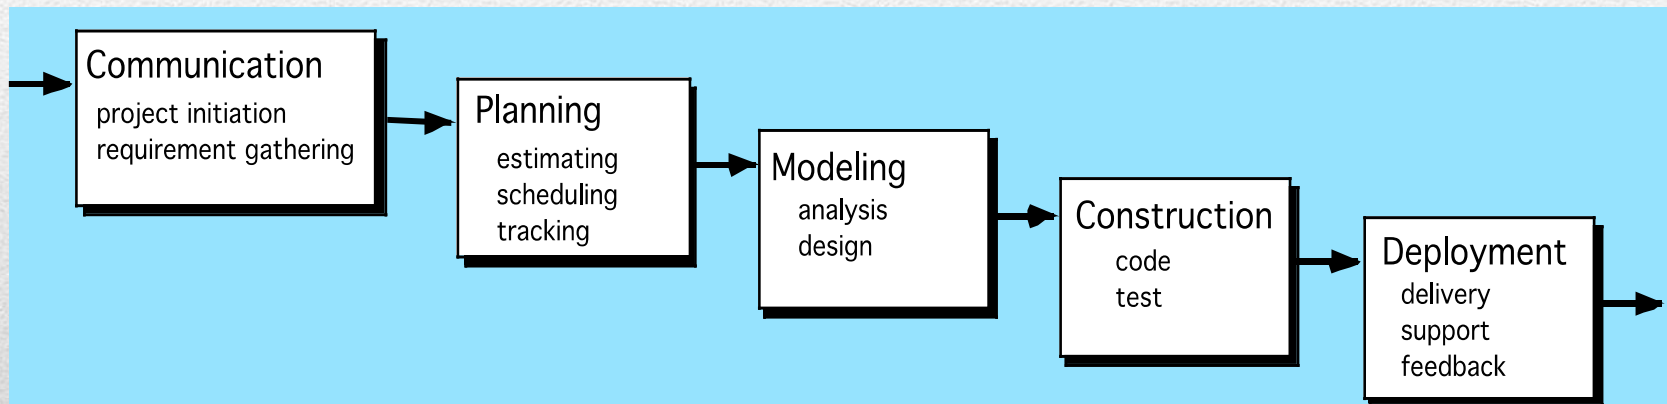 Communication
project initiation
requirement gathering
Planning
estimating
scheduling
tracking
Modeling
analysis
design
Construction
code
test
Deployment
delivery
support
feedback